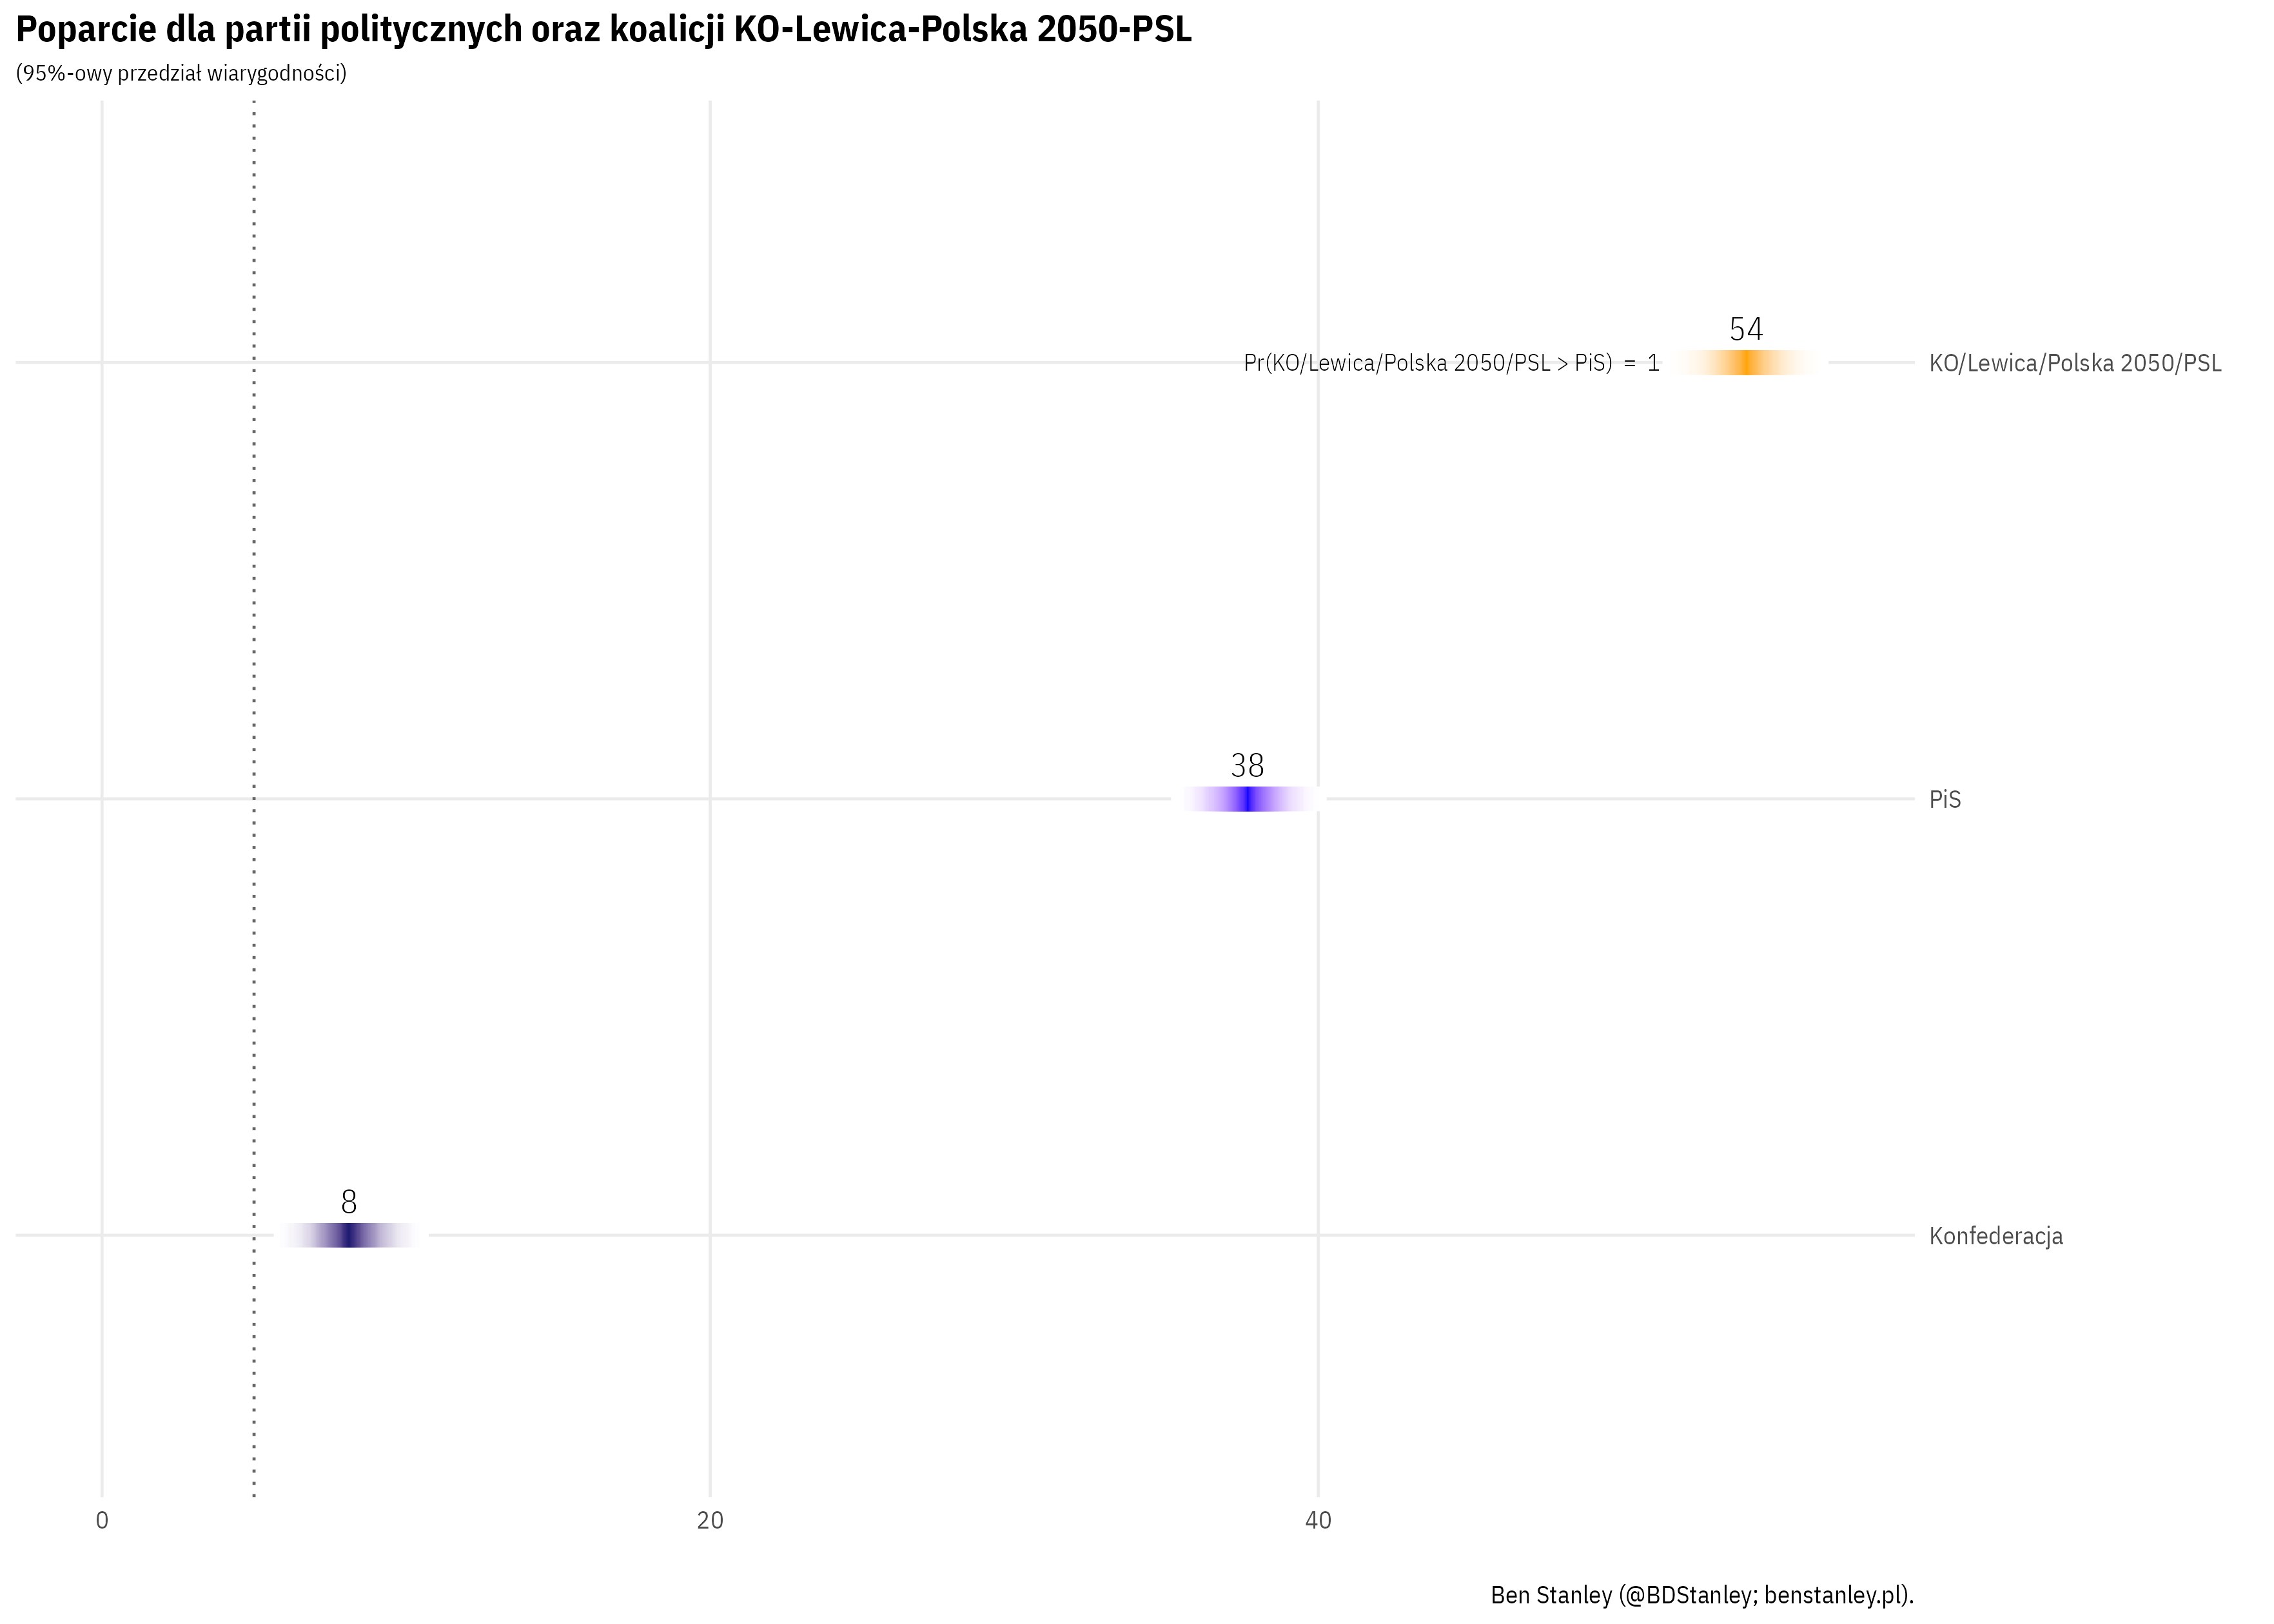 Poparcie dla partii politycznych oraz koalicji KO-Lewica-Polska 2050-PSL
(95%-owy przedział wiarygodności)
54
Pr(KO/Lewica/Polska 2050/PSL > PiS) = 1
KO/Lewica/Polska 2050/PSL
38
PiS
8
Konfederacja
0 20 40
Ben Stanley (@BDStanley; benstanley.pl).